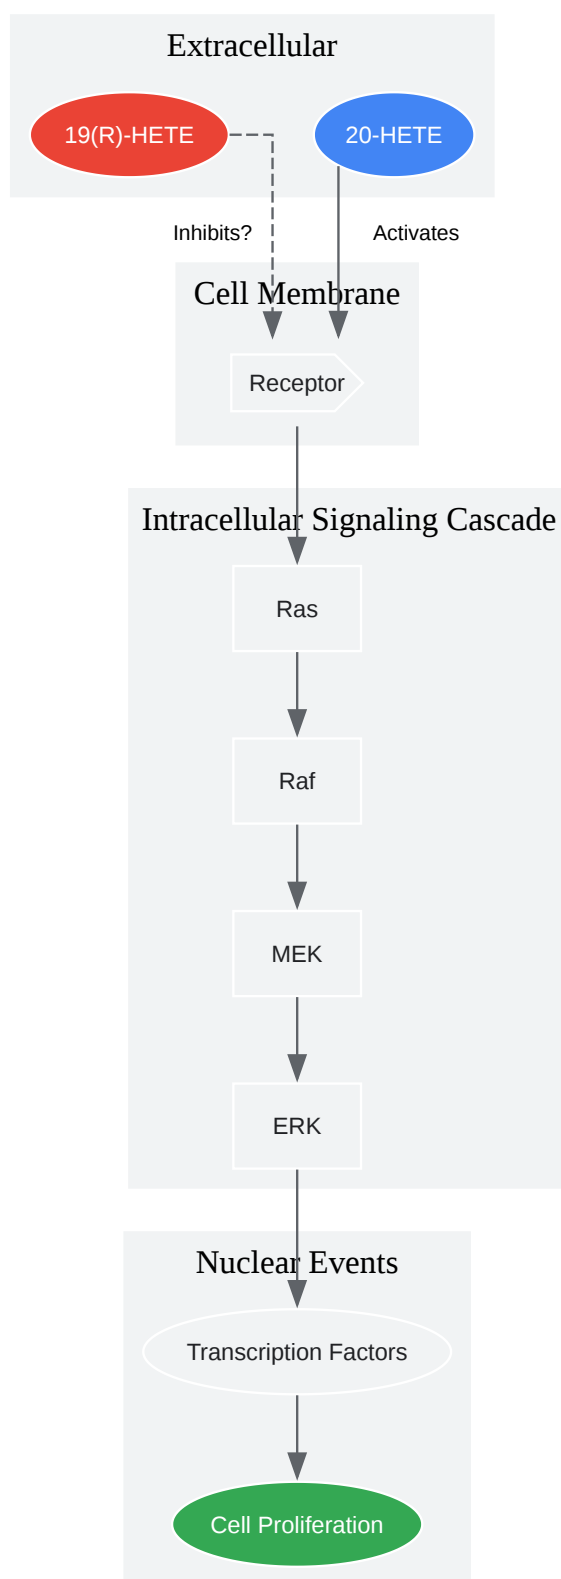 Extracellular
19(R)-HETE
20-HETE
Inhibits?
Activates
Cell Membrane
Receptor
Intracellular Signaling Cascade
Ras
Raf
MEK
ERK
Nuclear Events
Transcription Factors
Cell Proliferation